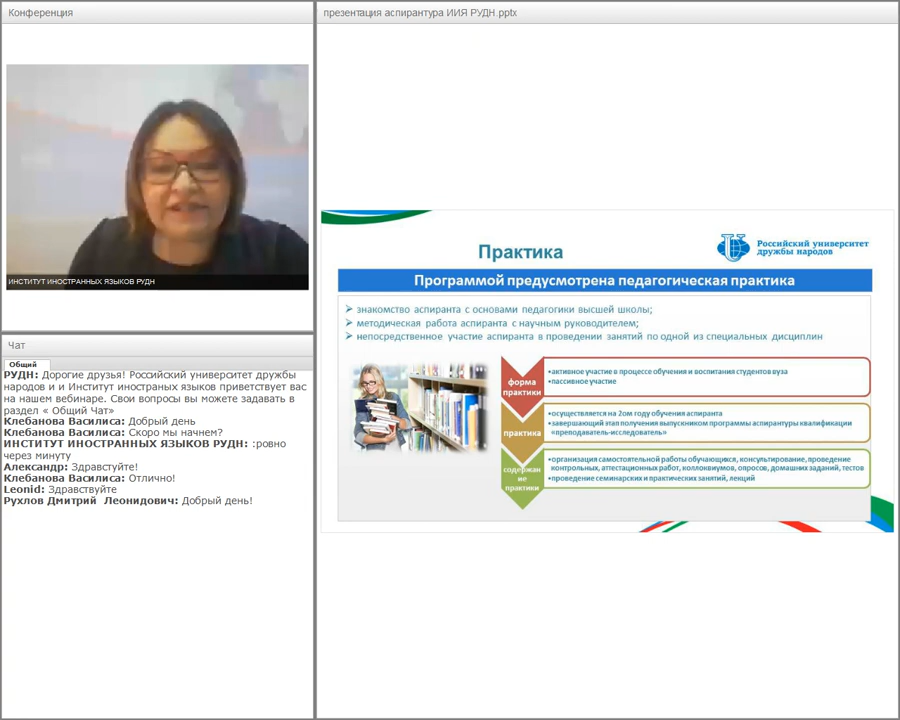 Конференция
ИНСТИТУТ ИНОСТРАННЫХ ЯЗЫКОВ РУДН
Чат
Общий
РУДН: Дорогие друзья! Российский университет дружбы
народов и и Институт иностраных языков приветствует вас
на нашем вебинаре. Свои вопросы вы можете задавать в
раздел « Общий Чат»
Клебанова Василиса: Добрый день
Клебанова Василиса: Скоро мы начнем?
ИНСТИТУТ ИНОСТРАННЫХ ЯЗЫКОВ РУДН: :ровно
через минуту
Александр: Здравстуйте!
Клебанова Василиса: Отлично!
Leonid: Здравствуйте
Рухлов Дмитрий Леонидович: Добрый день!
презентация аспирантура ИИЯ РУДН.pptx
Практика
Российский университет
дружбы народов
Программой предусмотрена педагогическая практика
знакомство аспиранта с основами педагогики высшей школы;
методическая работа аспиранта с научным руководителем;
непосредственное участие аспиранта в проведении занятий по одной из специальных дисциплин
форма
практики
•активное участие в процессе обучения и воспитания студентов вуза
•пассивное участие
практика
•осуществляется на 2ом году обучения аспиранта
•завершающий этап получения выпускником программы аспирантуры квалификации
«преподаватель-исследователь»
содержан
ие
практики
•организация самостоятельной работы обучающихся, консультирование, проведение
контрольных, аттестационных работ, коллоквиумов, опросов, домашних заданий, тестов
•проведение семинарских и практических занятий, лекций